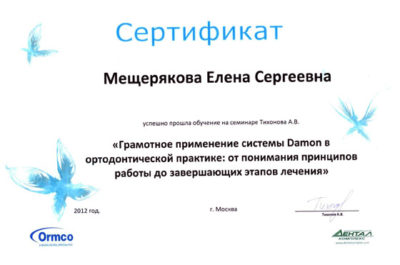 Сертификат
Мещерякова Елена Сергеевна
успешно прошла обучение на семинаре Тихонова А.В.
«Грамотное применение системы Damon в
ортодонтической практике: от понимания принципов
работы до завершающих этапов лечения»
2012 год.
г. Москва
Тихонов А.В.
Ormco
ДЕНТАЛ
КОМПЛЕКС